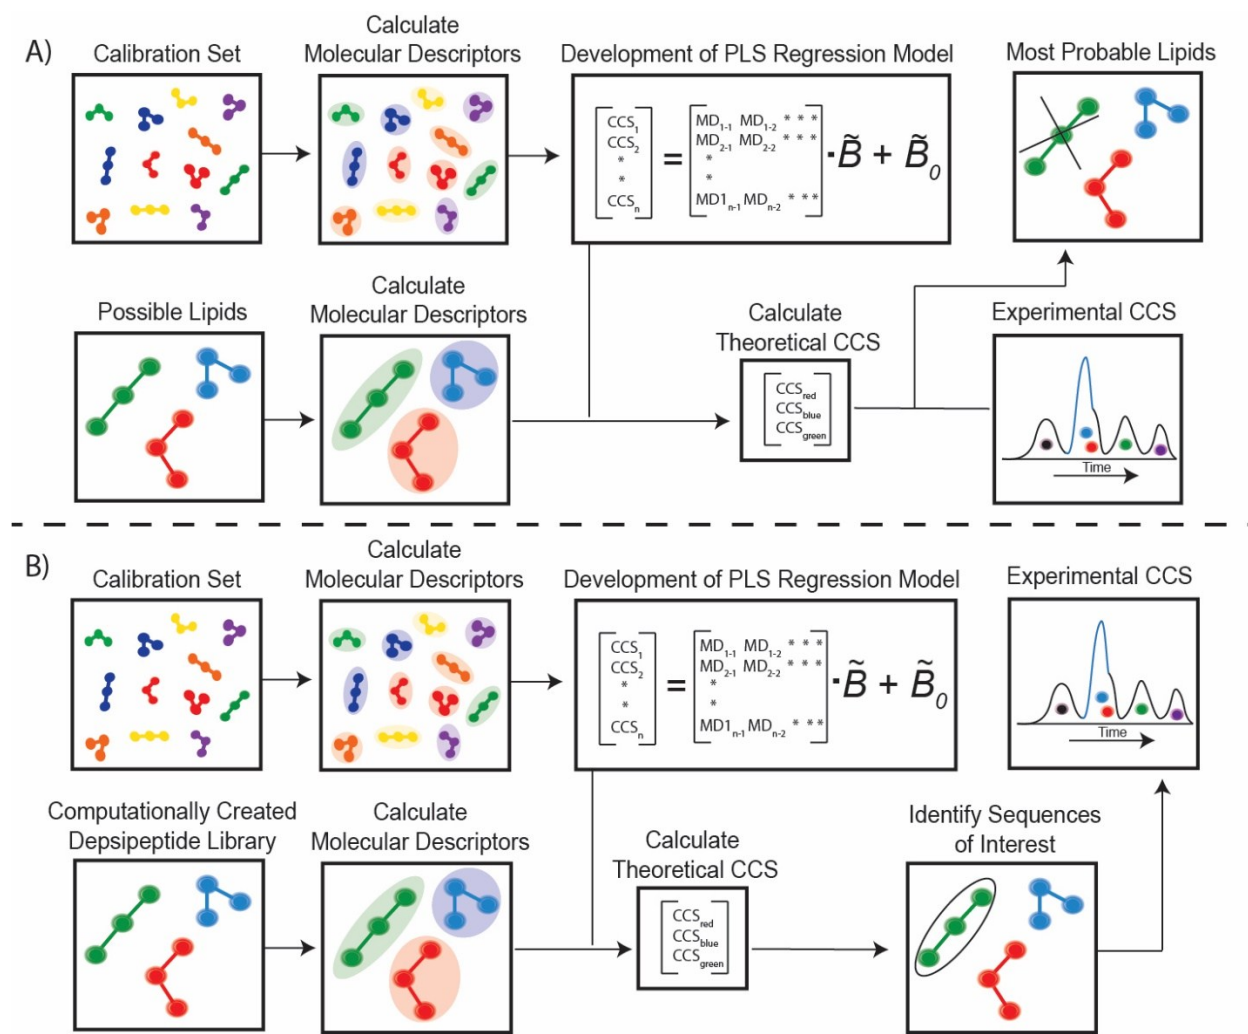 A)
Calibration Set
Calculate
Molecular Descriptors
Development of PLS Regression Model
Most Probable Lipids
CCS1
CCS2
*
*
CCSn
=
MD1-1 MD1-2 * * *
MD2-1 MD2-2 * * *
*
*
MD1n-1 MDn-2 * * *
· B̃ + B̃0
Possible Lipids
Calculate
Molecular Descriptors
Calculate
Theoretical CCS
CCSred
CCSblue
CCSgreen
Experimental CCS
Time
B)
Calibration Set
Calculate
Molecular Descriptors
Development of PLS Regression Model
Experimental CCS
CCS1
CCS2
*
*
CCSn
=
MD1-1 MD1-2 * * *
MD2-1 MD2-2 * * *
*
*
MD1n-1 MDn-2 * * *
· B̃ + B̃0
Time
Computationally Created
Depsipeptide Library
Calculate
Molecular Descriptors
Calculate
Theoretical CCS
CCSred
CCSblue
CCSgreen
Identify Sequences
of Interest